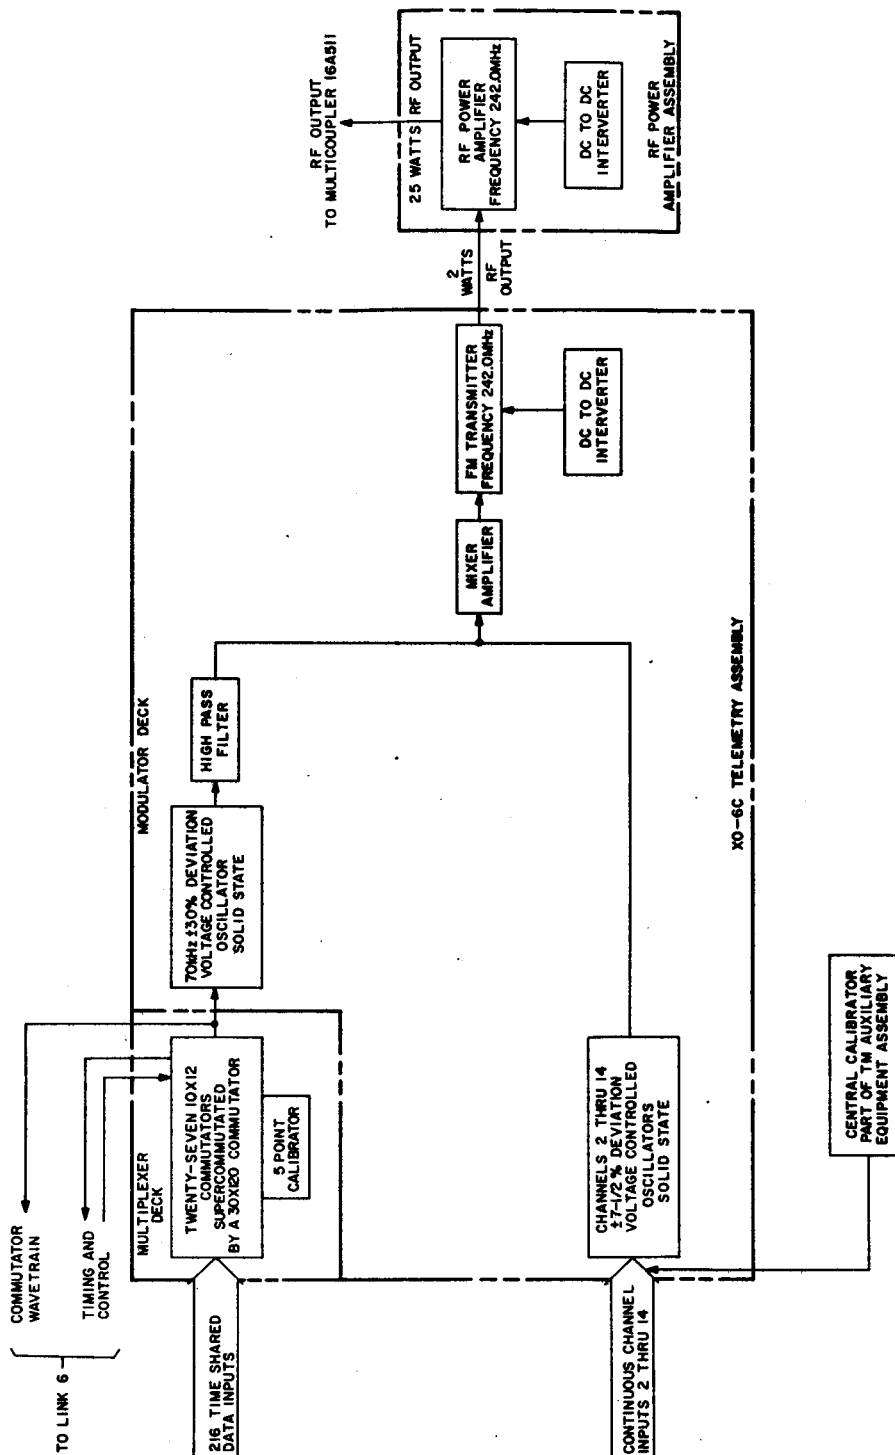 TO LINK 6
COMMUTATOR
WAVETRAIN
TIMING AND
CONTROL
216 TIME SHARED
DATA INPUTS
MULTIPLEXER
DECK
TWENTY-SEVEN 10X12
COMMUTATORS
SUPERCOMMUTATED
BY A 30X120 COMMUTATOR
5 POINT
CALIBRATOR
MODULATOR DECK
70kHz ±30% DEVIATION
VOLTAGE CONTROLLED
OSCILLATOR
SOLID STATE
HIGH PASS
FILTER
CONTINUOUS CHANNEL
INPUTS 2 THRU 14
CHANNELS 2 THRU 14
±7-1/2 % DEVIATION
VOLTAGE CONTROLLED
OSCILLATORS
SOLID STATE
CENTRAL CALIBRATOR
PART OF TM AUXILIARY
EQUIPMENT ASSEMBLY
MIXER
AMPLIFIER
FM TRANSMITTER
FREQUENCY 242.0MHz
DC TO DC
INTERVERTER
XO-6C TELEMETRY ASSEMBLY
2
WATTS
RF
OUTPUT
RF OUTPUT
TO MULTICOUPLER 16A511
25 WATTS RF OUTPUT
RF POWER
AMPLIFIER
FREQUENCY 242.0MHz
DC TO DC
INTERVERTER
RF POWER
AMPLIFIER ASSEMBLY